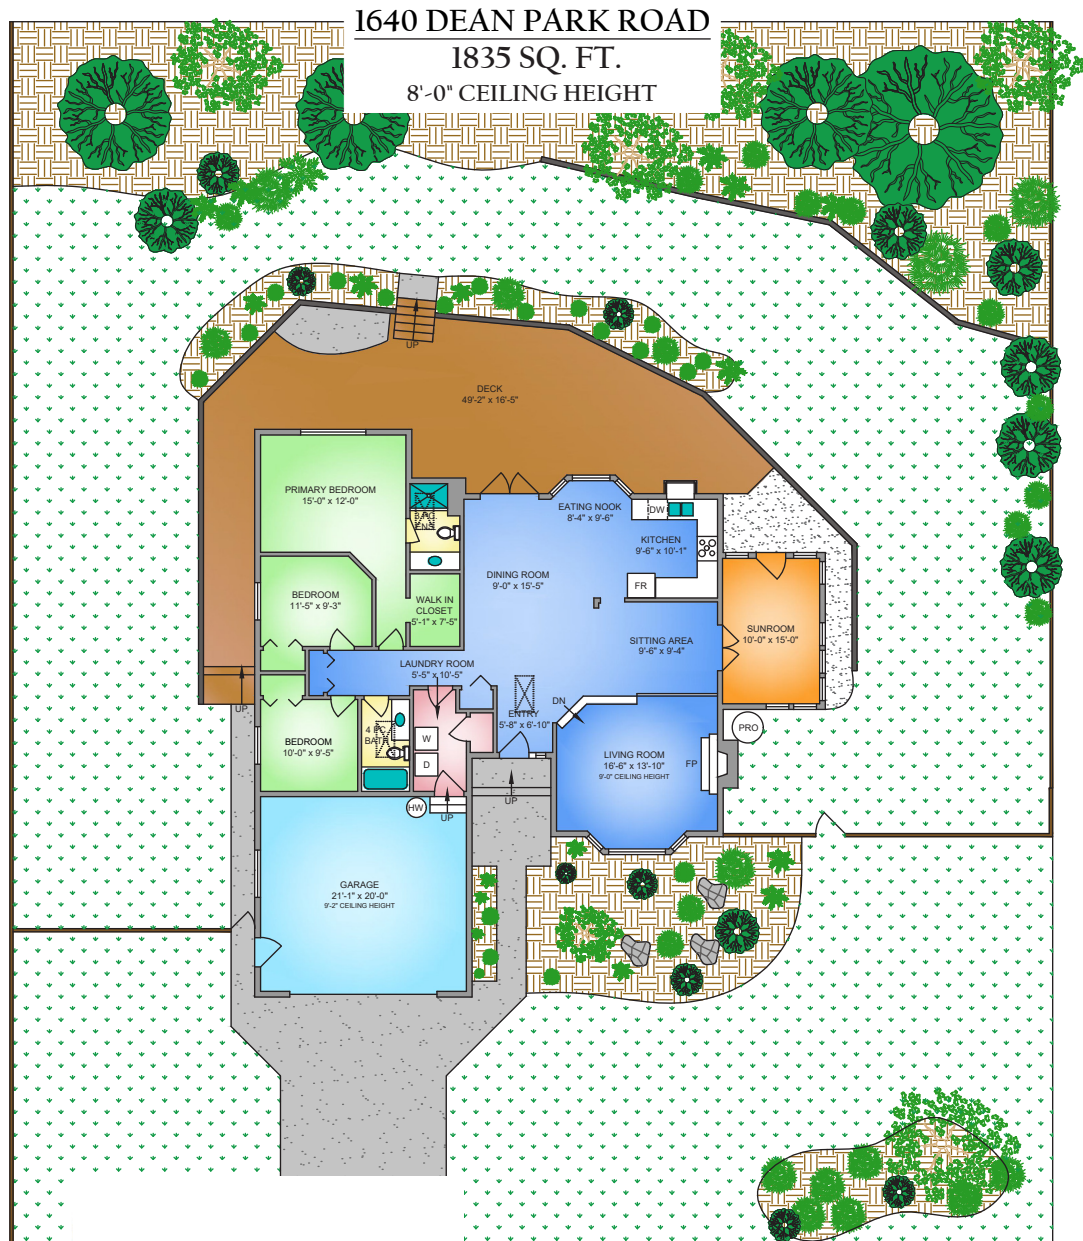 1640 DEAN PARK ROAD
1835 SQ. FT.
8'-0" CEILING HEIGHT
UP
DECK
49'-2" x 16'-5"
PRIMARY BEDROOM
15'-0" x 12'-0"
EATING NOOK
8'-4" x 9'-6"
DW
KITCHEN
9'-6" x 10'-1"
FR
DINING ROOM
9'-0" x 15'-5"
BEDROOM
11'-5" x 9'-3"
WALK IN
CLOSET
5'-1" x 7'-5"
SUNROOM
10'-0" x 15'-0"
SITTING AREA
9'-6" x 9'-4"
LAUNDRY ROOM
5'-5" x 10'-5"
UP
DN
ENTRY
5'-8" x 6'-10"
PRO
4 PC
BATH
W
D
BEDROOM
10'-0" x 9'-5"
LIVING ROOM
16'-6" x 13'-10"
9'-0" CEILING HEIGHT
FP
UP
HW
UP
GARAGE
21'-1" x 20'-0"
9'-2" CEILING HEIGHT